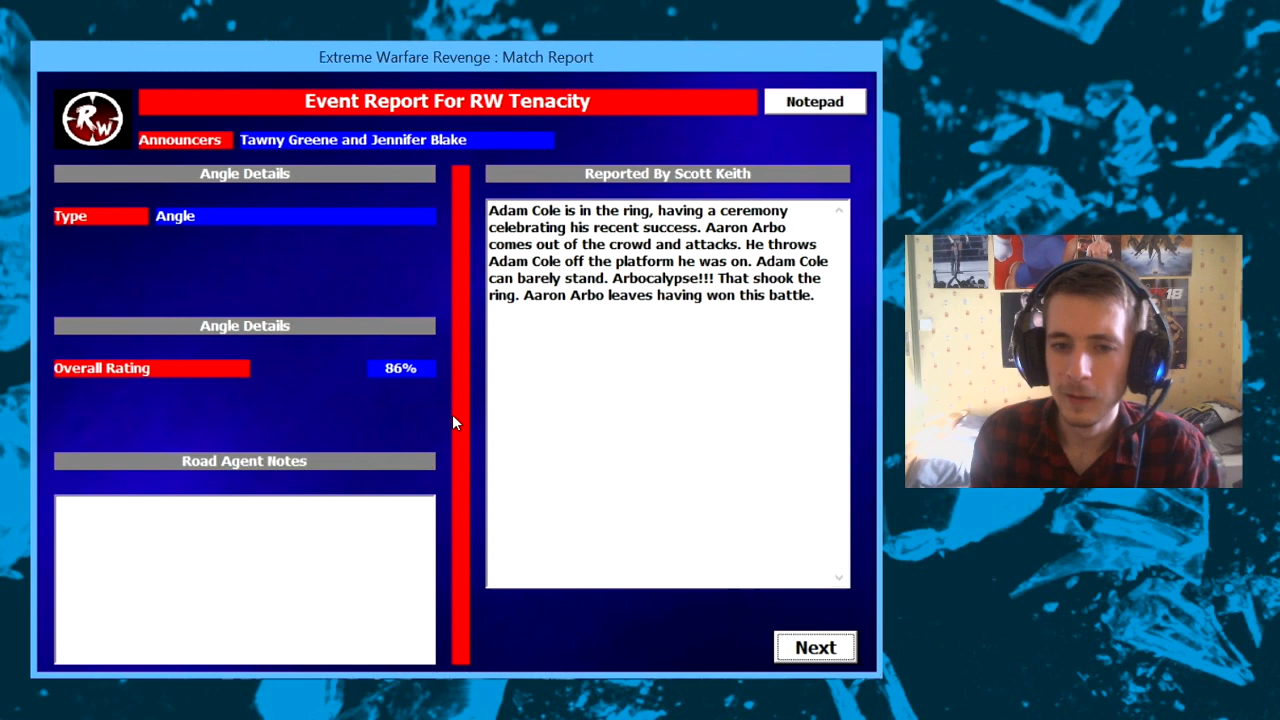 Extreme Warfare Revenge : Match Report
RW
Event Report For RW Tenacity
Notepad
Announcers
Tawny Greene and Jennifer Blake
Angle Details
Type
Angle
Angle Details
Overall Rating
86%
Road Agent Notes
Reported By Scott Keith
Adam Cole is in the ring, having a ceremony
celebrating his recent success. Aaron Arbo
comes out of the crowd and attacks. He throws
Adam Cole off the platform he was on. Adam Cole
can barely stand. Arbocalypse!!! That shook the
ring. Aaron Arbo leaves having won this battle.
Next
18